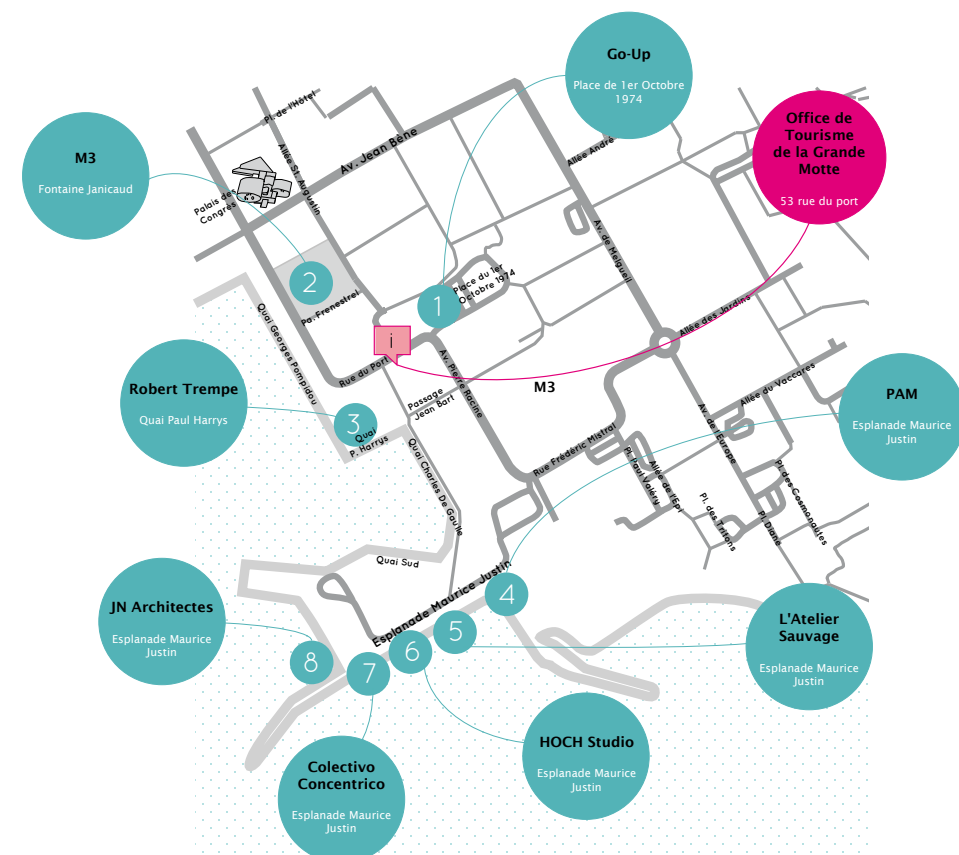 Go-Up
Place de 1er Octobre
1974
Office de
Tourisme
de la Grande
Motte
53 rue du port
M3
Fontaine Janicaud
Pl. de l'Hôtel
Allée St. Augustin
Av. Jean Bène
Allée André
Palais des
Congrès
Av. de Melgueil
2
Pa. Frenestrel
1
Place du 1er
Octobre 1974
Allée des Jardins
Quai Georges Pompidou
i
Rue du Port
Av. Pierre Racine
M3
Passage
Jean Bart
Allée du Vaccares
Robert Trempe
Quai Paul Harrys
3
Quai
P. Harrys
PAM
Esplanade Maurice
Justin
Av. de l'Europe
Rue Frédéric Mistral
Pl. Paul Valéry
Allée de l'Epi
Quai Charles De Gaulle
Pl. des Tritons
Pl. Diane
Pl. des Cosmonautes
Quai Sud
Esplanade Maurice Justin
4
5
6
7
8
JN Architectes
Esplanade Maurice
Justin
L'Atelier
Sauvage
Esplanade Maurice
Justin
HOCH Studio
Esplanade Maurice
Justin
Colectivo
Concentrico
Esplanade Maurice
Justin